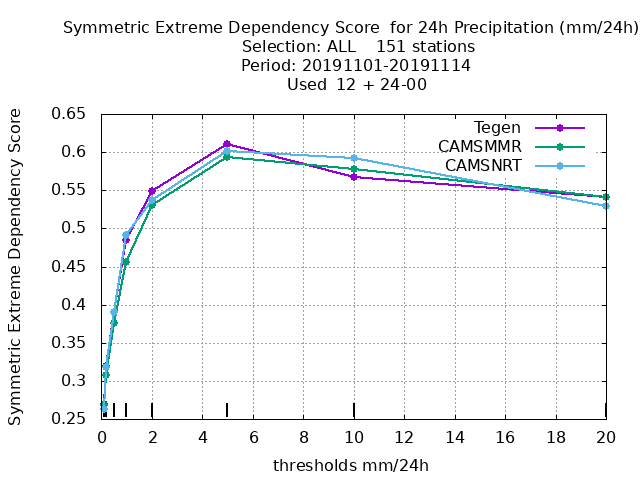 Symmetric Extreme Dependency Score  for 24h Precipitation (mm/24h)
Selection: ALL    151 stations
Period: 20191101-20191114
Used  12 + 24-00
Symmetric Extreme Dependency Score
0.65
0.6
0.55
0.5
0.45
0.4
0.35
0.3
0.25
Tegen
CAMSMMR
CAMSNRT
0 2 4 6 8 10 12 14 16 18 20
thresholds mm/24h